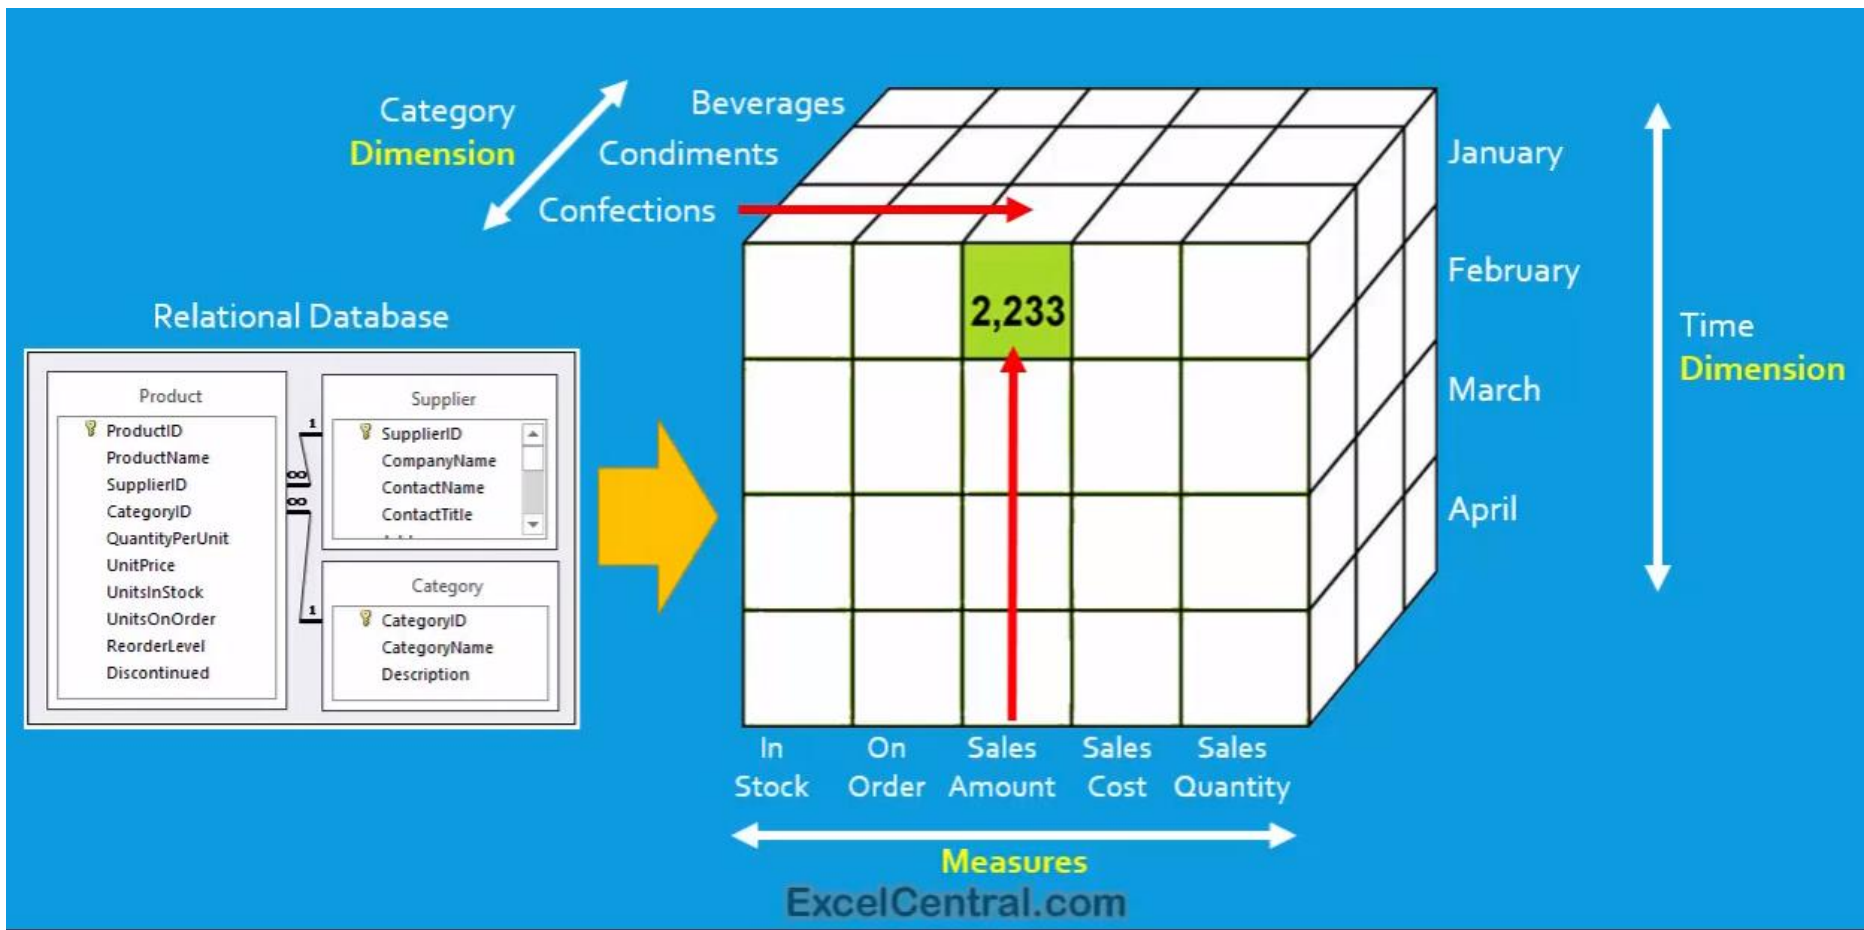 Category
Dimension
Beverages
Condiments
Confections
January
February
March
April
Time
Dimension
2,233
Relational Database
Product
ProductID
ProductName
SupplierID
CategoryID
QuantityPerUnit
UnitPrice
UnitsInStock
UnitsOnOrder
ReorderLevel
Discontinued
1
∞
∞
1
Supplier
SupplierID
CompanyName
ContactName
ContactTitle
Category
CategoryID
CategoryName
Description
In
Stock
On
Order
Sales
Amount
Sales
Cost
Sales
Quantity
Measures
ExcelCentral.com